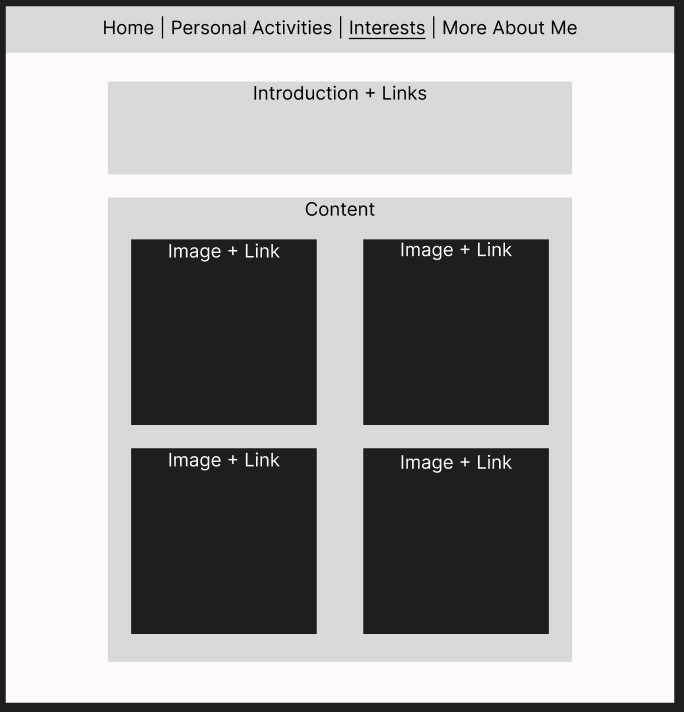 Home | Personal Activities | Interests | More About Me
Introduction + Links
Content
Image + Link
Image + Link
Image + Link
Image + Link